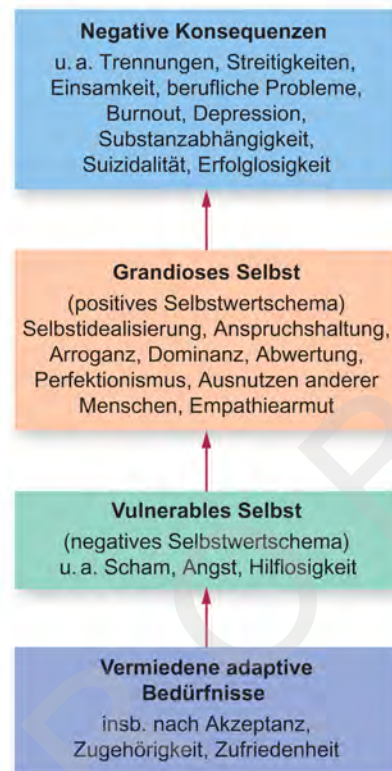 Negative Konsequenzen
u. a. Trennungen, Streitigkeiten,
Einsamkeit, berufliche Probleme,
Burnout, Depression,
Substanzabhängigkeit,
Suizidalität, Erfolglosigkeit
Grandioses Selbst
(positives Selbstwertschema)
Selbstidealisierung, Anspruchshaltung,
Arroganz, Dominanz, Abwertung,
Perfektionismus, Ausnutzen anderer
Menschen, Empathiearmut
Vulnerables Selbst
(negatives Selbstwertschema)
u. a. Scham, Angst, Hilflosigkeit
Vermiedene adaptive
Bedürfnisse
insb. nach Akzeptanz,
Zugehörigkeit, Zufriedenheit